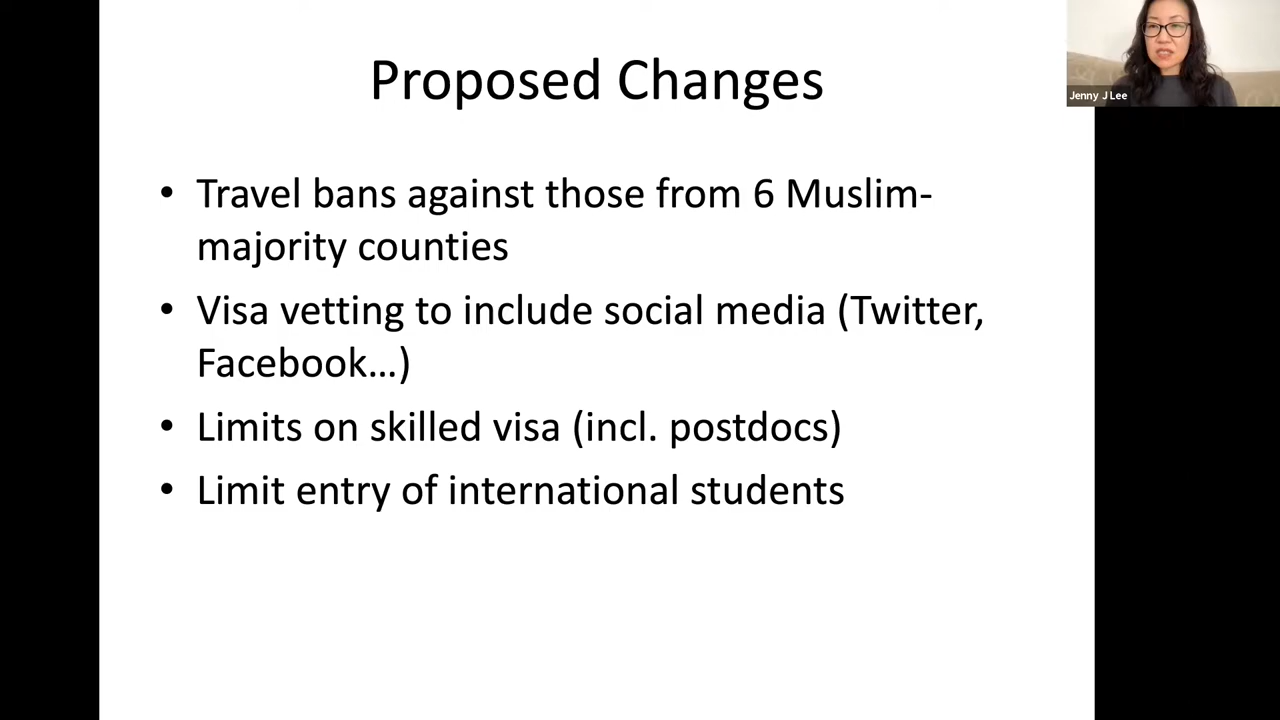 Proposed Changes
Jenny J Lee
• Travel bans against those from 6 Muslim-
majority counties
• Visa vetting to include social media (Twitter,
Facebook...)
• Limits on skilled visa (incl. postdocs)
• Limit entry of international students